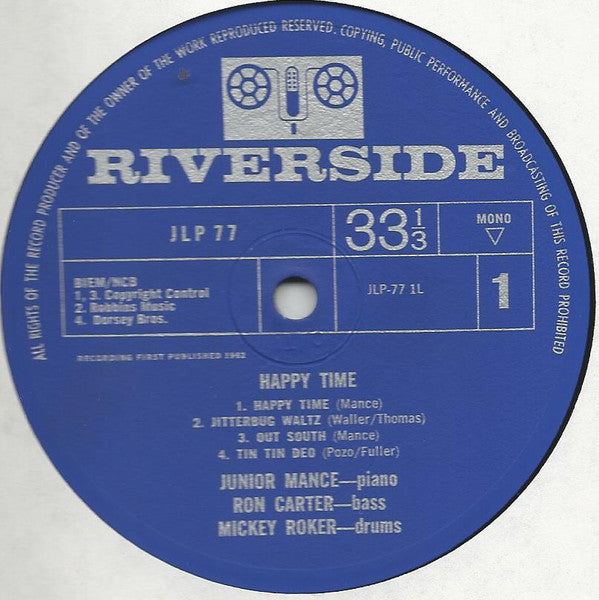 ALL RIGHTS OF THE RECORD PRODUCER AND OF THE OWNER OF THE WORK REPRODUCED RESERVED. COPYING, PUBLIC PERFORMANCE AND BROADCASTING OF THIS RECORD PROHIBITED
RIVERSIDE
JLP 77
33 1/3
MONO
BIEM/NCB
1, 3. Copyright Control
2. Robbins Music
4. Dorsey Bros.
JLP-77 1L
1
RECORDING FIRST PUBLISHED
HAPPY TIME
1. HAPPY TIME (Mance)
2. JITTERBUG WALTZ (Waller/Thomas)
3. OUT SOUTH (Mance)
4. TIN TIN DEO (Pozo/Fuller)
JUNIOR MANCE—piano
RON CARTER—bass
MICKEY ROKER—drums